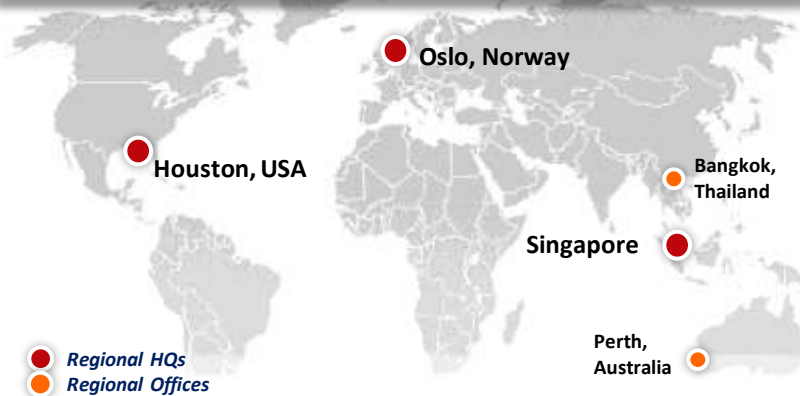 Oslo, Norway
Houston, USA
Bangkok,
Thailand
Singapore
Perth,
Australia
Regional HQs
Regional Offices